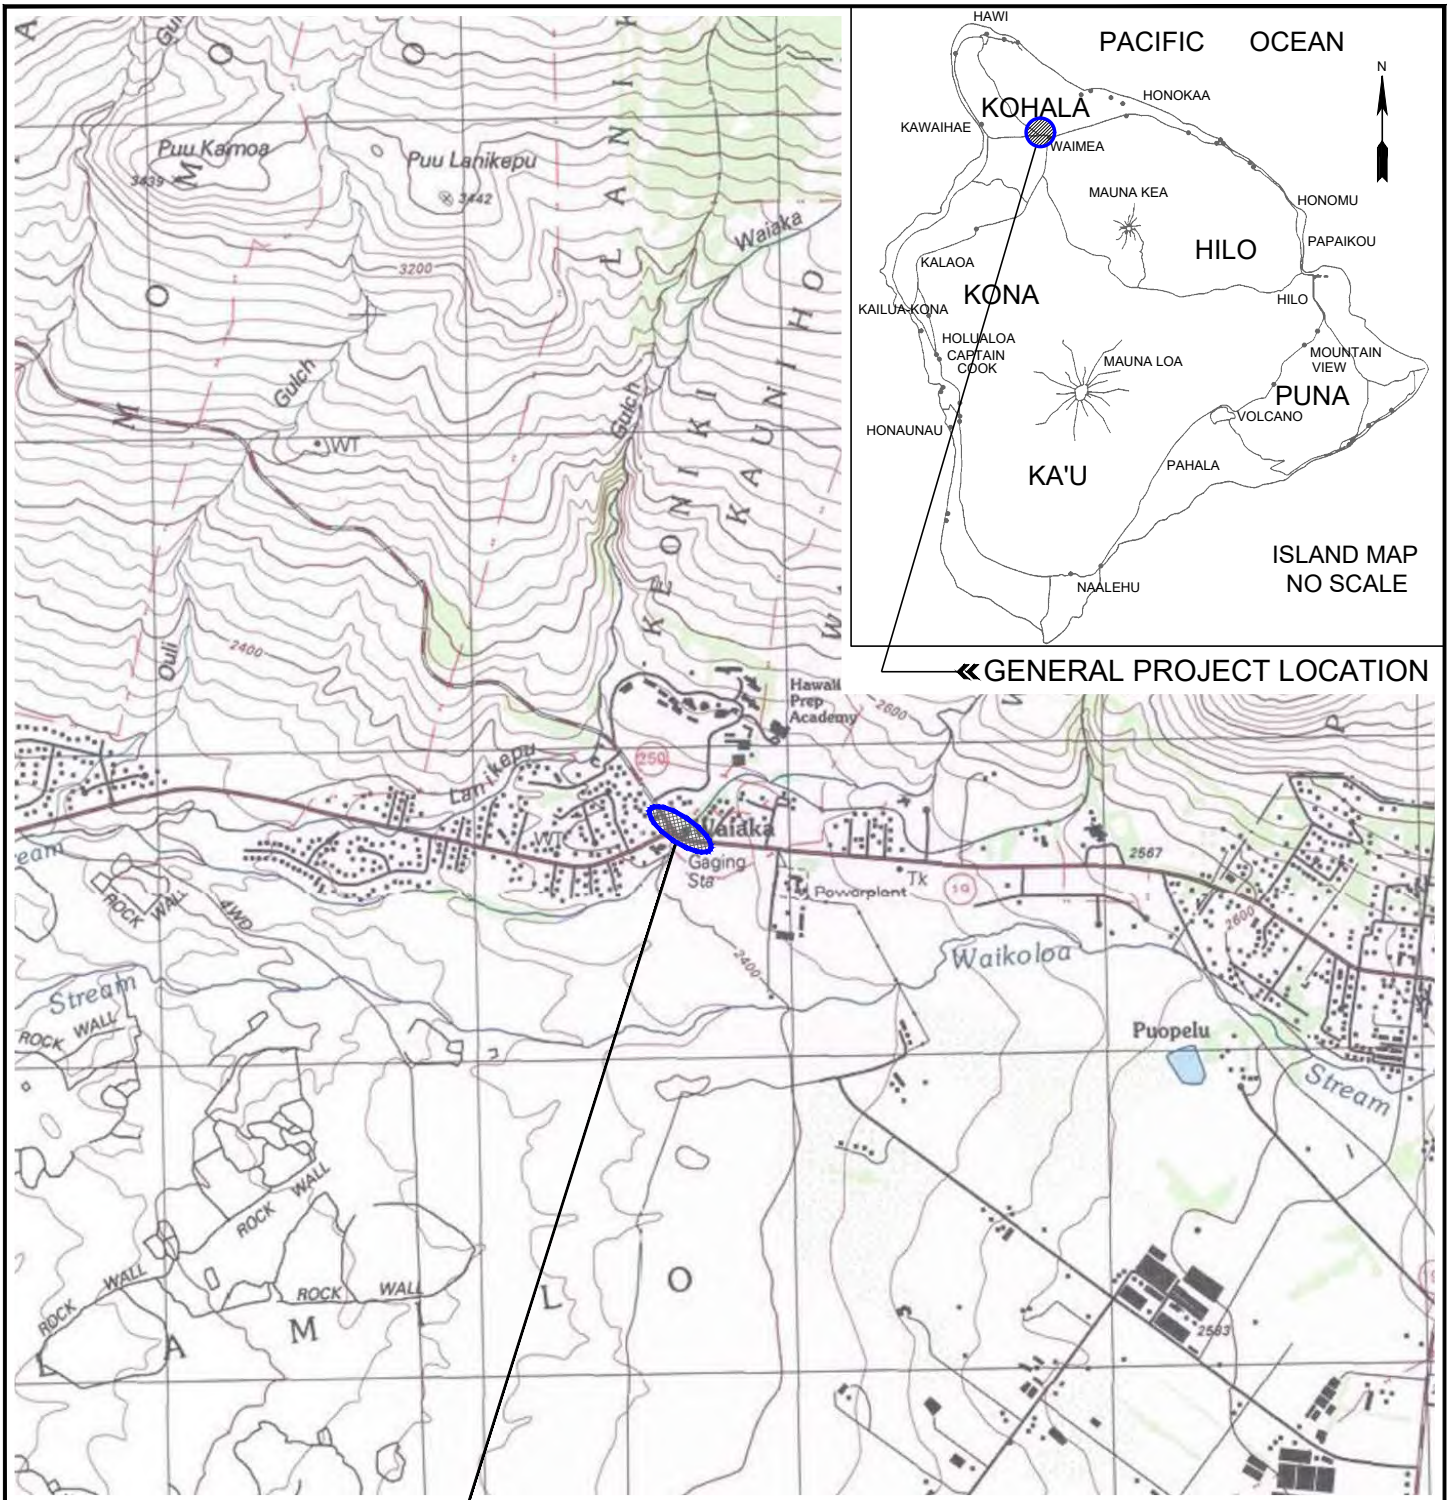 PACIFIC OCEAN
N
HAWI
HONOKAA
KOHALA
KAWAIHAE
WAIMEA
MAUNA KEA
HONOMU
PAPAIKOU
HILO
KALAOA
KONA
HILO
KAILUA-KONA
HOLUALOA
CAPTAIN
COOK
MAUNA LOA
MOUNTAIN
VIEW
PUNA
VOLCANO
HONAUNAU
PAHALA
KA'U
NAALEHU
ISLAND MAP
NO SCALE
GENERAL PROJECT LOCATION
Puu Kamoa
3439
Puu Lanikepu
3442
Waiaka
3200
Gulch
Gulch
WT
K E O N I K I
K A U N I H O
L A N I K
Ouli
2400
Hawaii
Prep
Academy
2600
250
Lanikepu
WT
Waiaka
Gaging
Sta
Powerplant
Tk
19
2567
2600
ROCK WALL
4WD
2400
Waikoloa
Stream
ROCK WALL
Puopelu
Stream
ROCK WALL
ROCK WALL
ROCK WALL
2583
L A M I L O